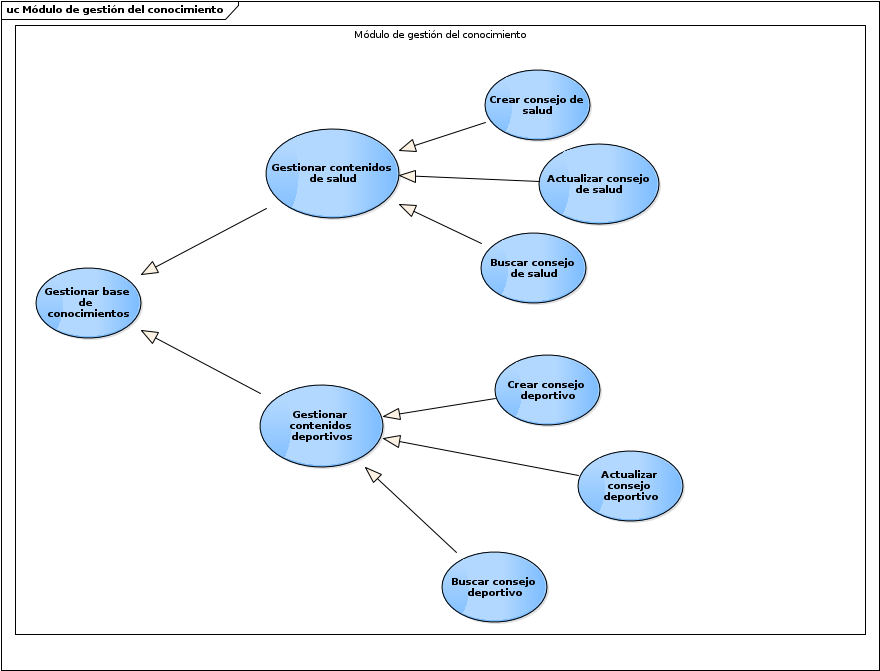 uc Módulo de gestión del conocimiento
Módulo de gestión del conocimiento
Crear consejo de
salud
Gestionar contenidos
de salud
Actualizar consejo
de salud
Buscar consejo
de salud
Gestionar base
de
conocimientos
Crear consejo
deportivo
Gestionar
contenidos
deportivos
Actualizar
consejo
deportivo
Buscar consejo
deportivo